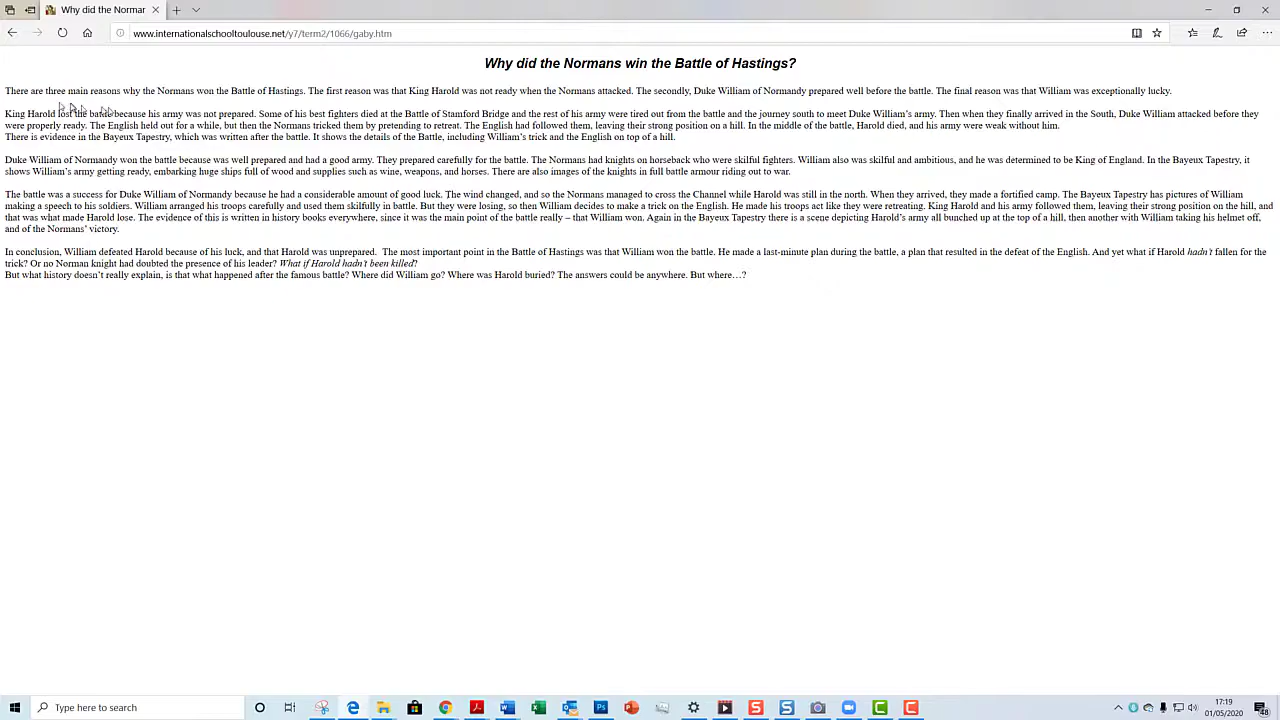 Why did the Normar
www.internationalschooltoulouse.net/y7/term2/1066/gaby.htm
Why did the Normans win the Battle of Hastings?
There are three main reasons why the Normans won the Battle of Hastings. The first reason was that King Harold was not ready when the Normans attacked. The secondly, Duke William of Normandy prepared well before the battle. The final reason was that William was exceptionally lucky.
King Harold lost the battle because his army was not prepared. Some of his best fighters died at the Battle of Stamford Bridge and the rest of his army were tired out from the battle and the journey south to meet Duke William's army. Then when they finally arrived in the South, Duke William attacked before they
were properly ready. The English held out for a while, but then the Normans tricked them by pretending to retreat. The English had followed them, leaving their strong position on a hill. In the middle of the battle, Harold died, and his army were weak without him.
There is evidence in the Bayeux Tapestry, which was written after the battle. It shows the details of the Battle, including William's trick and the English on top of a hill.
Duke William of Normandy won the battle because was well prepared and had a good army. They prepared carefully for the battle. The Normans had knights on horseback who were skilful fighters. William also was skilful and ambitious, and he was determined to be King of England. In the Bayeux Tapestry, it
shows William's army getting ready, embarking huge ships full of wood and supplies such as wine, weapons, and horses. There are also images of the knights in full battle armour riding out to war.
The battle was a success for Duke William of Normandy because he had a considerable amount of good luck. The wind changed, and so the Normans managed to cross the Channel while Harold was still in the north. When they arrived, they made a fortified camp. The Bayeux Tapestry has pictures of William
making a speech to his soldiers. William arranged his troops carefully and used them skilfully in battle. But they were losing, so then William decides to make a trick on the English. He made his troops act like they were retreating. King Harold and his army followed them, leaving their strong position on the hill, and
that was what made Harold lose. The evidence of this is written in history books everywhere, since it was the main point of the battle really – that William won. Again in the Bayeux Tapestry there is a scene depicting Harold's army all bunched up at the top of a hill, then another with William taking his helmet off,
and of the Normans' victory.
In conclusion, William defeated Harold because of his luck, and that Harold was unprepared. The most important point in the Battle of Hastings was that William won the battle. He made a last-minute plan during the battle, a plan that resulted in the defeat of the English. And yet what if Harold hadn't fallen for the
trick? Or no Norman knight had doubted the presence of his leader? What if Harold hadn't been killed?
But what history doesn't really explain, is that what happened after the famous battle? Where did William go? Where was Harold buried? The answers could be anywhere. But where…?
Type here to search
17:19
01/05/2020